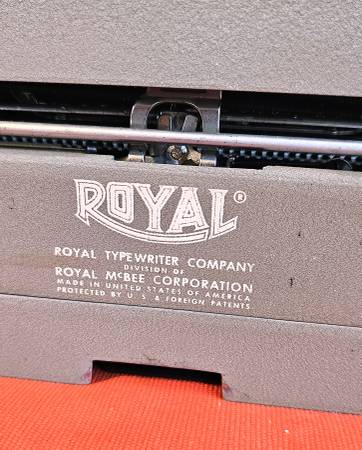 ROYAL®
ROYAL TYPEWRITER COMPANY
DIVISION OF
ROYAL McBEE CORPORATION
MADE IN UNITED STATES OF AMERICA
PROTECTED BY U. S. & FOREIGN PATENTS